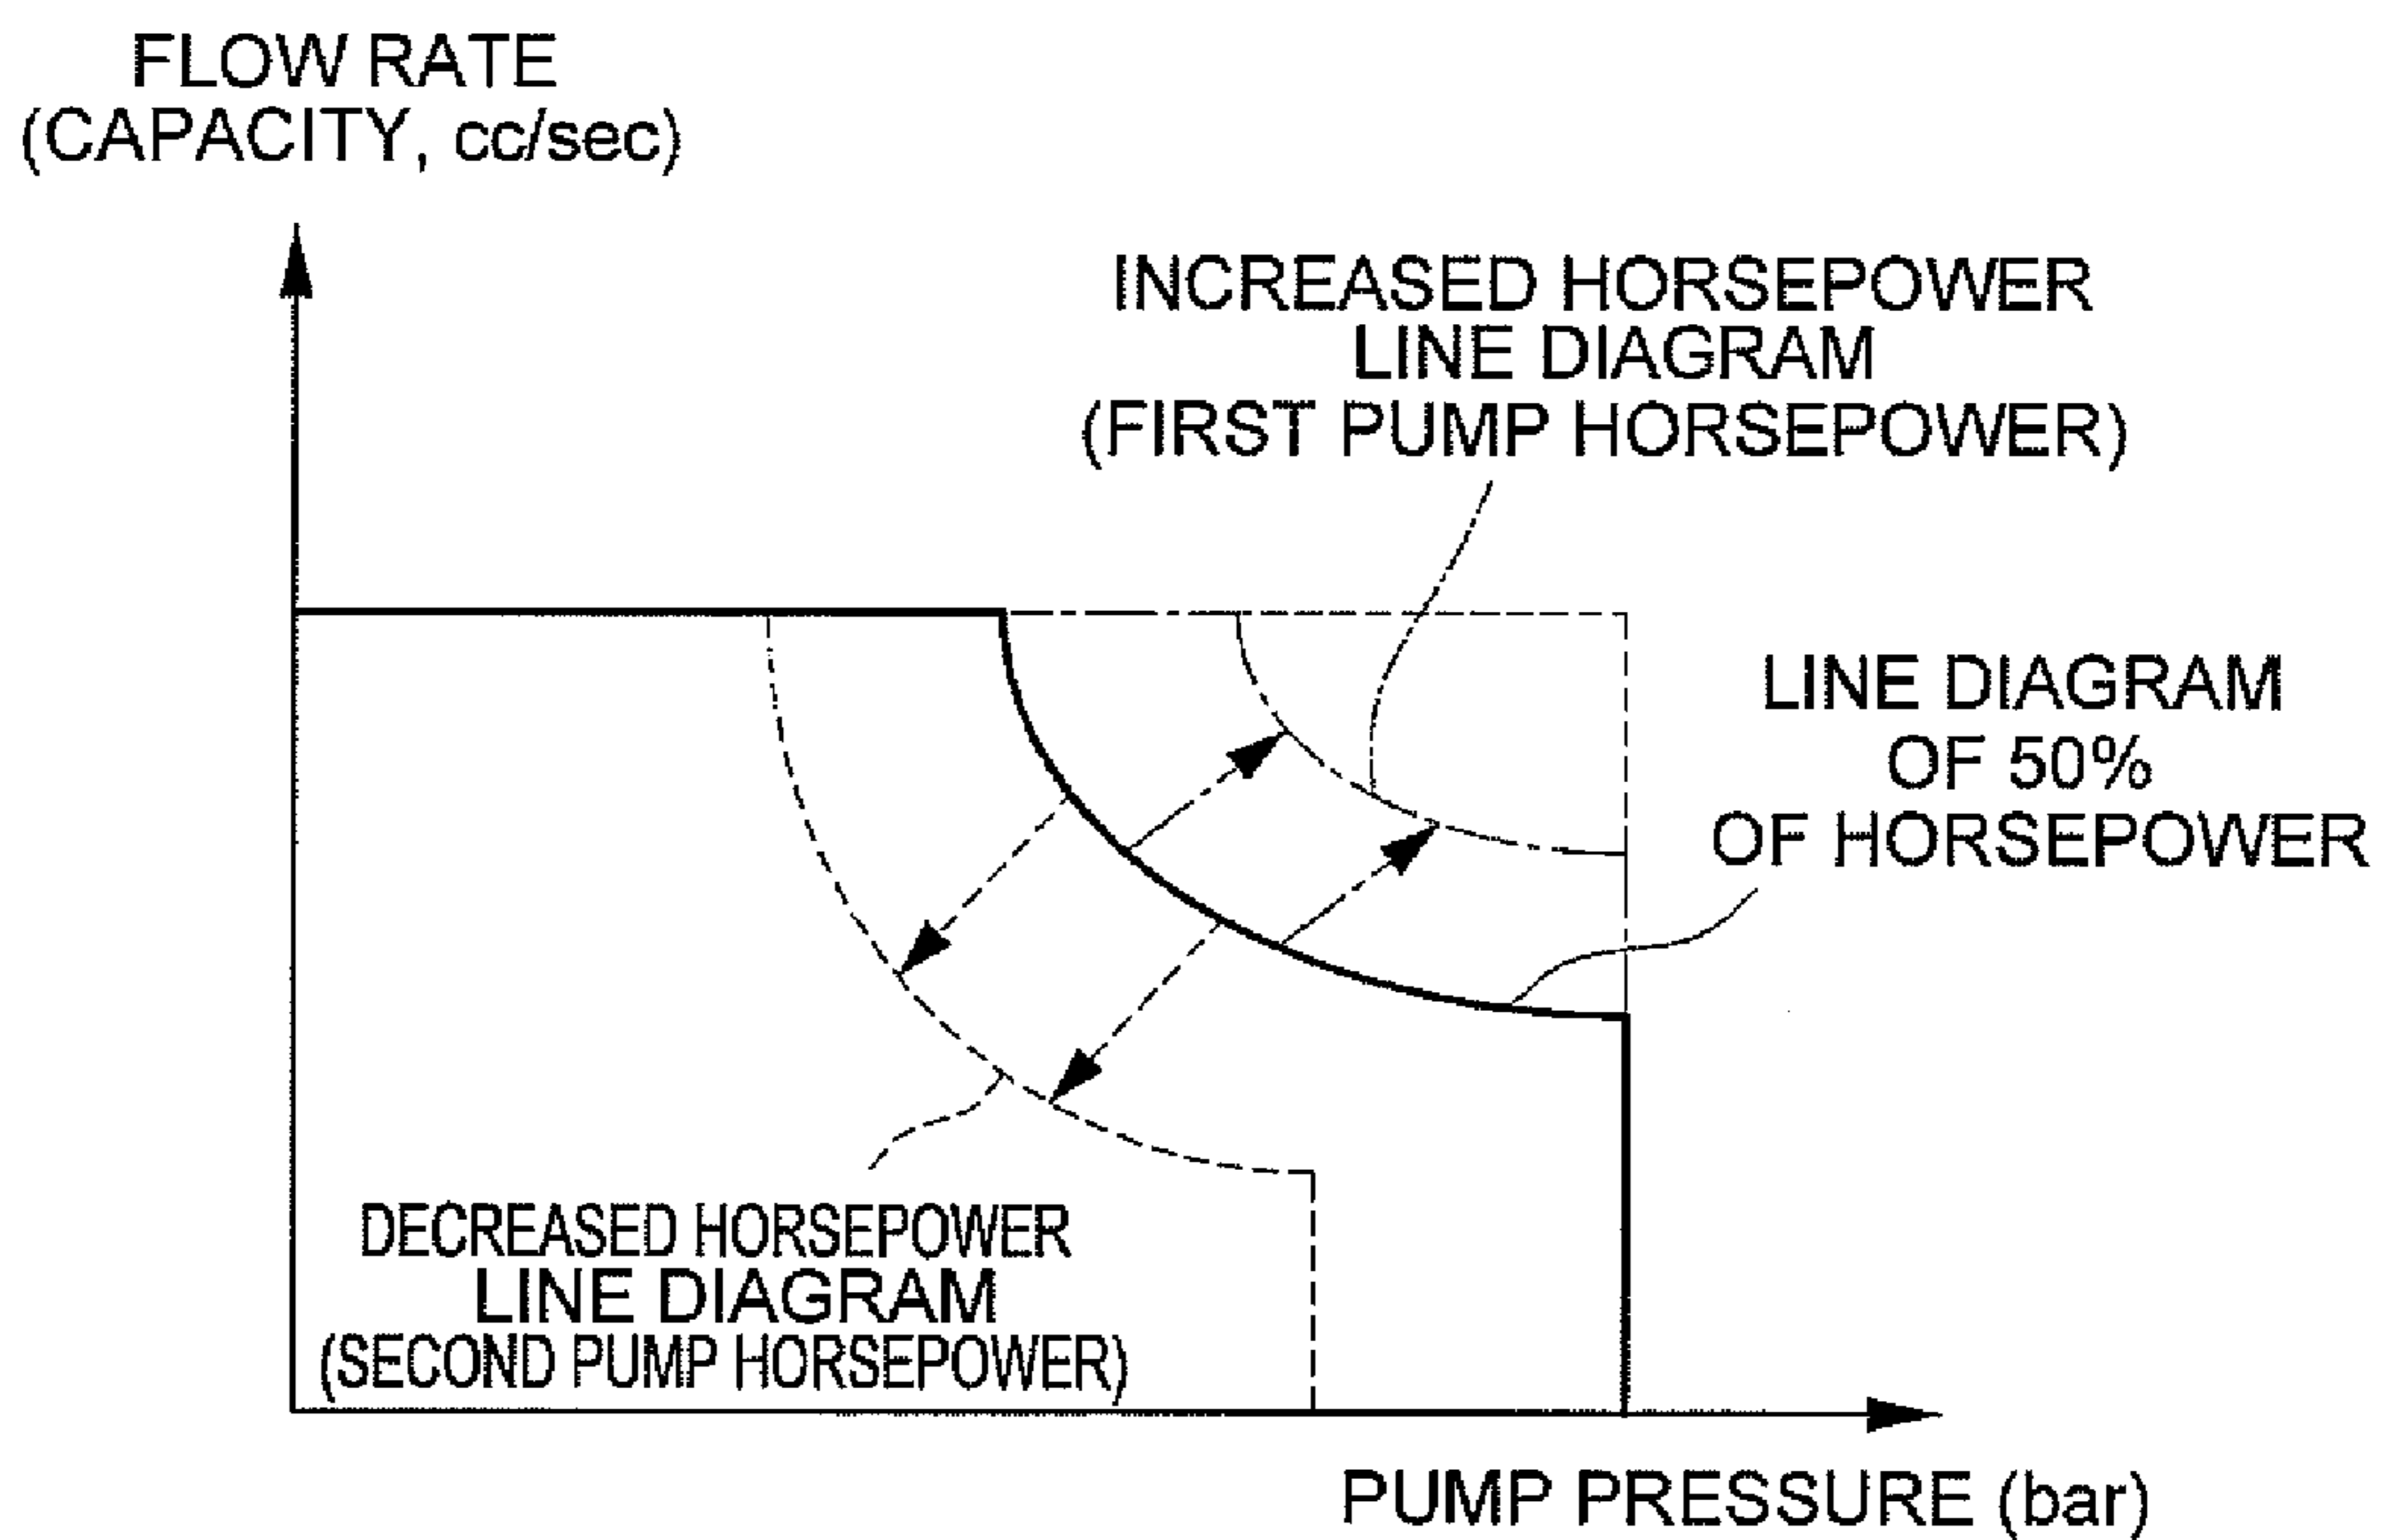 FLOW RATE
(CAPACITY, cc/sec)
INCREASED HORSEPOWER
LINE DIAGRAM
(FIRST PUMP HORSEPOWER)
LINE DIAGRAM
OF 50%
OF HORSEPOWER
DECREASED HORSEPOWER
LINE DIAGRAM
(SECOND PUMP HORSEPOWER)
PUMP PRESSURE (bar)